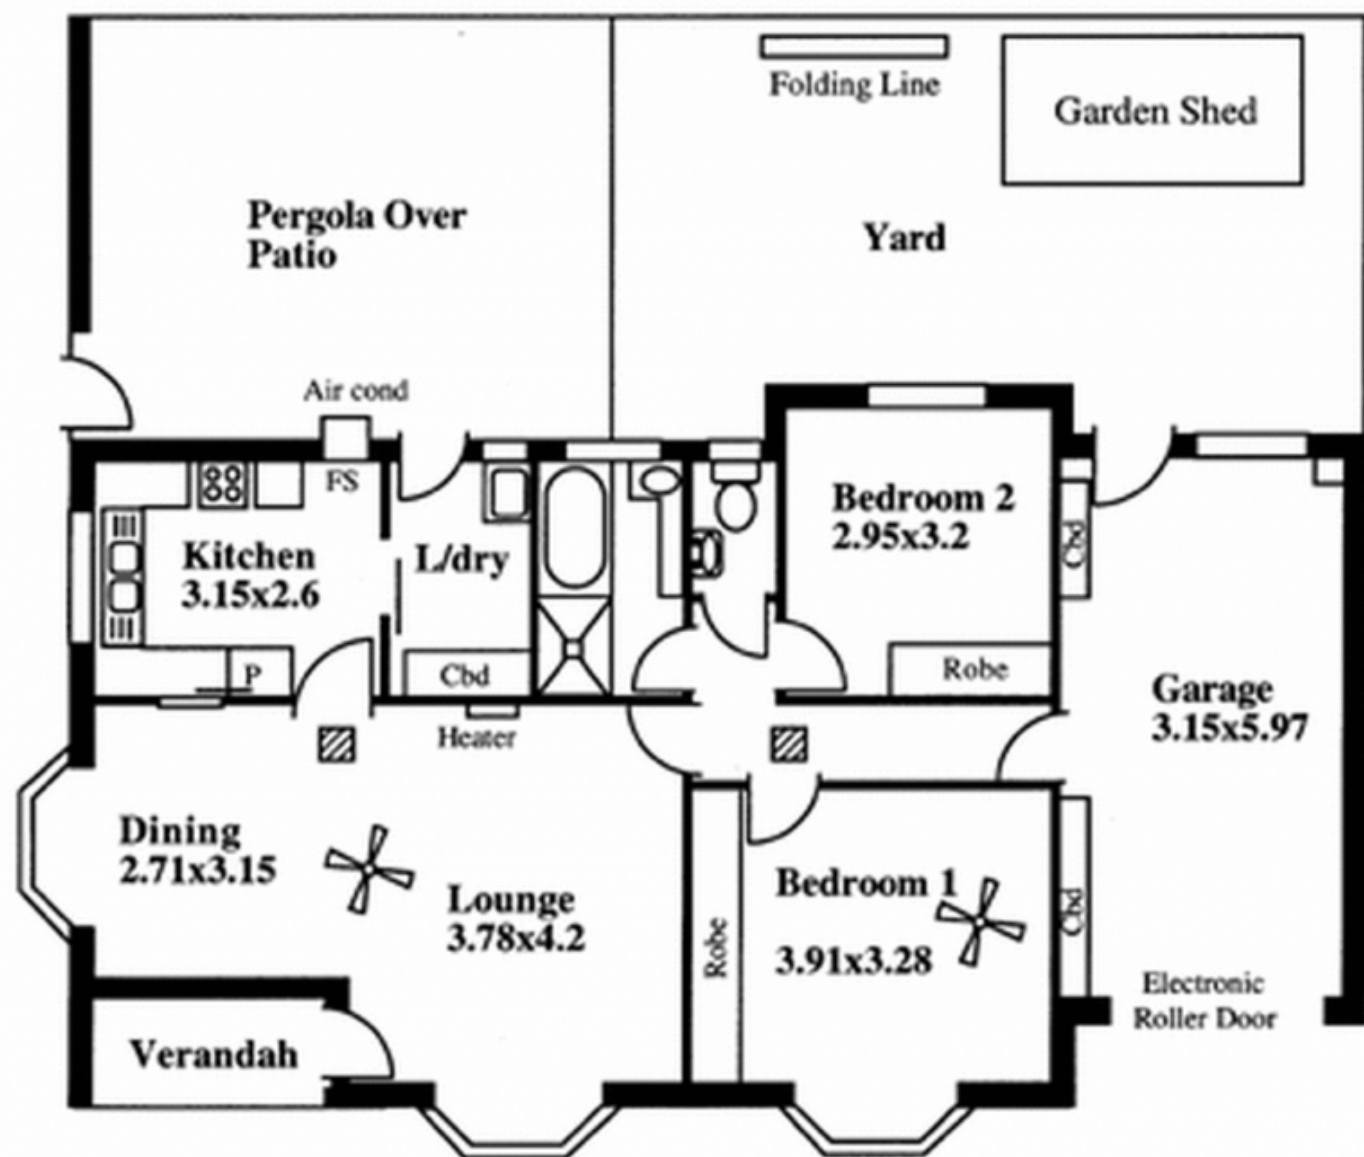 Folding Line
Garden Shed
Pergola Over
Patio
Yard
Air cond
FS
Kitchen
3.15x2.6
L/dry
Bedroom 2
2.95x3.2
Cbd
P
Cbd
Robe
Heater
Garage
3.15x5.97
Dining
2.71x3.15
Lounge
3.78x4.2
Robe
Bedroom 1
3.91x3.28
Cbd
Electronic
Roller Door
Verandah